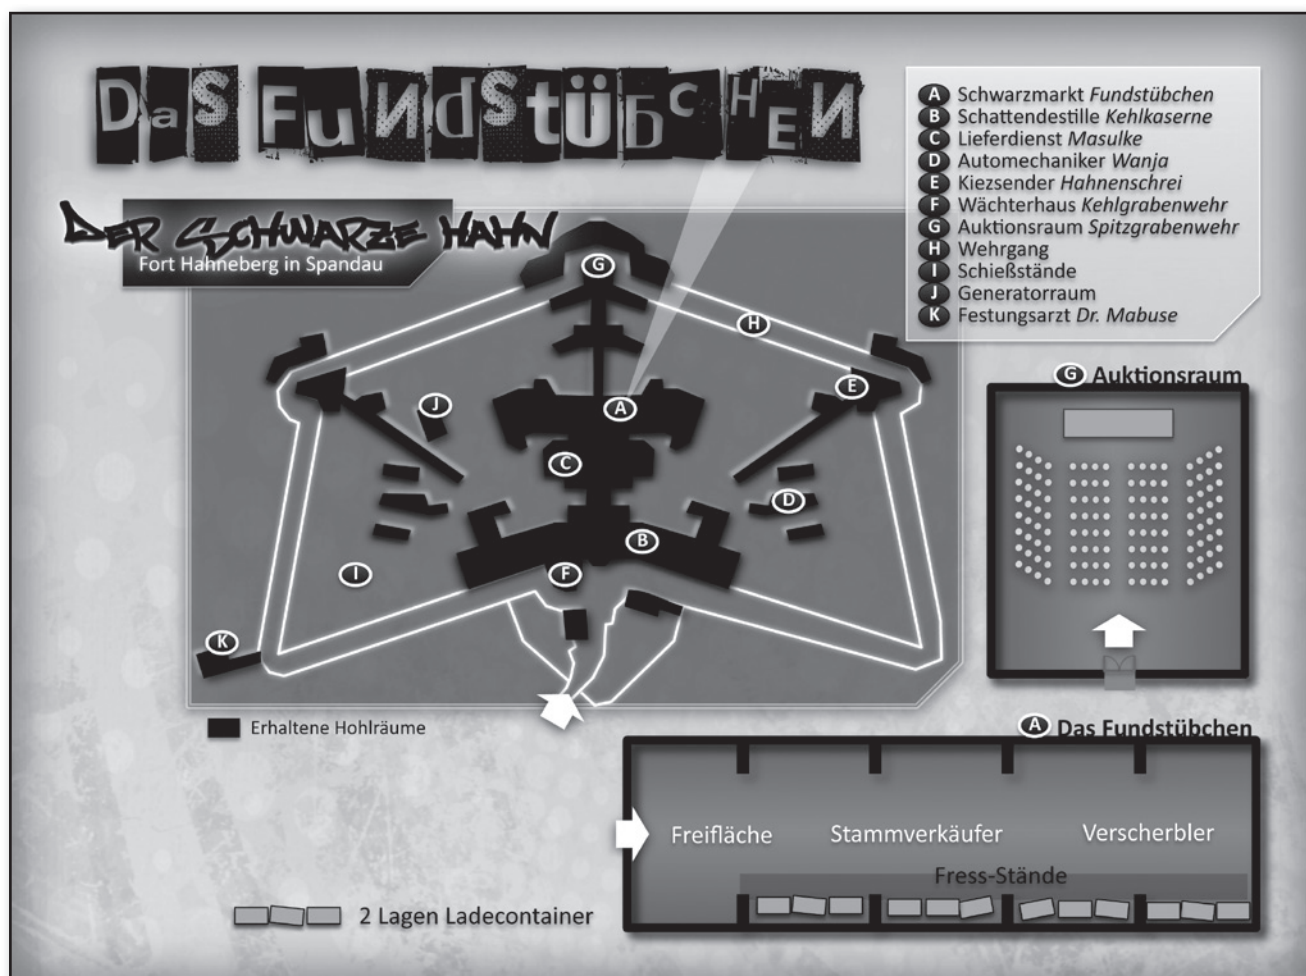 Das Fundstübchen
A Schwarzmarkt Fundstübchen
B Schattendestille Kehlkaserne
C Lieferdienst Masulke
D Automechaniker Wanja
E Kiezsender Hahnenschrei
F Wächterhaus Kehlgrabenwehr
G Auktionsraum Spitzgrabenwehr
H Wehrgang
I Schießstände
J Generatorraum
K Festungsarzt Dr. Mabuse
Der Schwarze Hahn
Fort Hahneberg in Spandau
G
H
E
J
A
C
D
B
F
I
K
Erhaltene Hohlräume
G Auktionsraum
A Das Fundstübchen
Freifläche Stammverkäufer Verscherbler
Fress-Stände
2 Lagen Ladecontainer